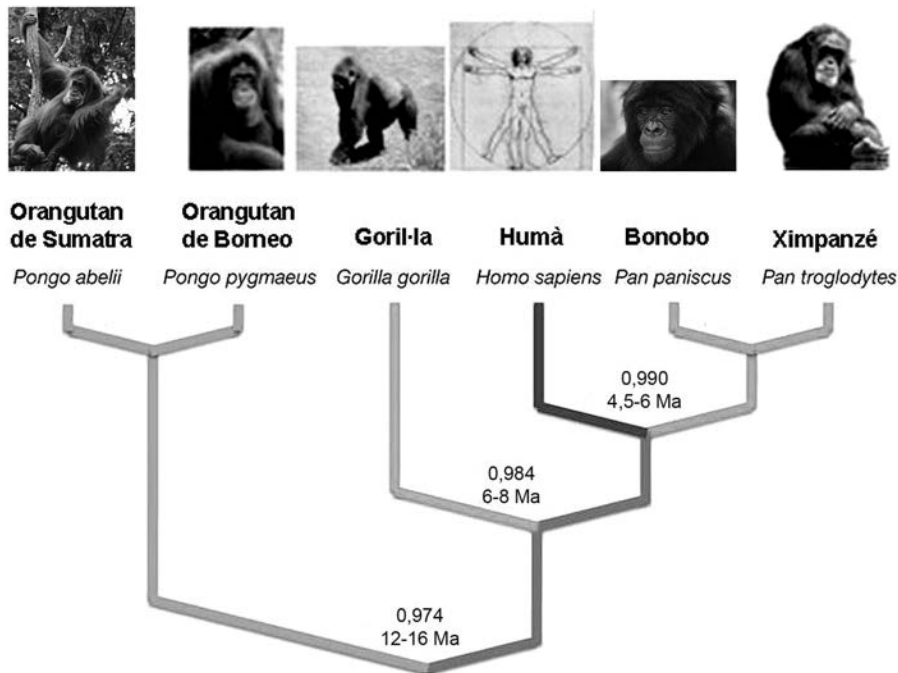 Orangutan
de Sumatra
Pongo abelii
Orangutan
de Borneo
Pongo pygmaeus
Goril·la
Gorilla gorilla
Humà
Homo sapiens
Bonobo
Pan paniscus
Ximpanzé
Pan troglodytes
0,990
4,5-6 Ma
0,984
6-8 Ma
0,974
12-16 Ma